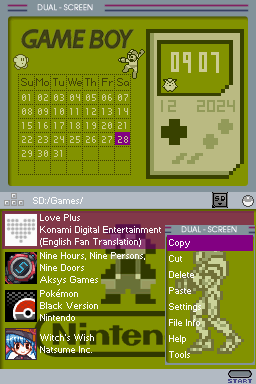 DUAL-SCREEN
GAME BOY
09 07
12 2024
Su Mo Tu We Th Fr Sa
01 02 03 04 05 06 07
08 09 10 11 12 13 14
15 16 17 18 19 20 21
22 23 24 25 26 27 28
29 30 31
SD:/Games/
SD
Love Plus
Konami Digital Entertainment
(English Fan Translation)
Nine Hours, Nine Persons,
Nine Doors
Aksys Games
Pokémon
Black Version
Nintendo
Witch's Wish
Natsume Inc.
DUAL-SCREEN
Copy
Cut
Delete
Paste
Settings
File Info
Help
Tools
Ninten
START